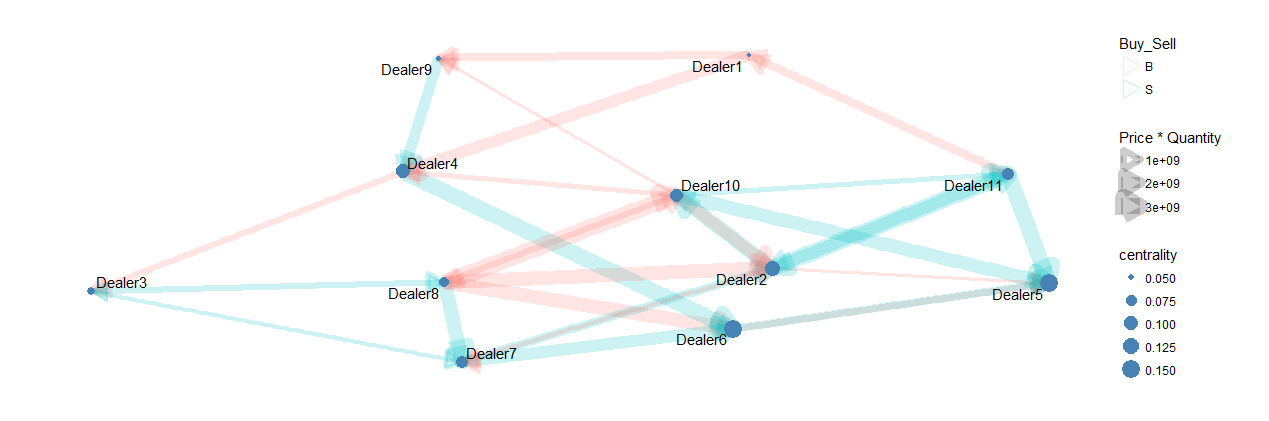 Dealer9
Dealer1
Dealer4
Dealer10
Dealer11
Dealer3
Dealer8
Dealer2
Dealer5
Dealer6
Dealer7
Buy_Sell
B
S
Price * Quantity
1e+09
2e+09
3e+09
centrality
0.050
0.075
0.100
0.125
0.150